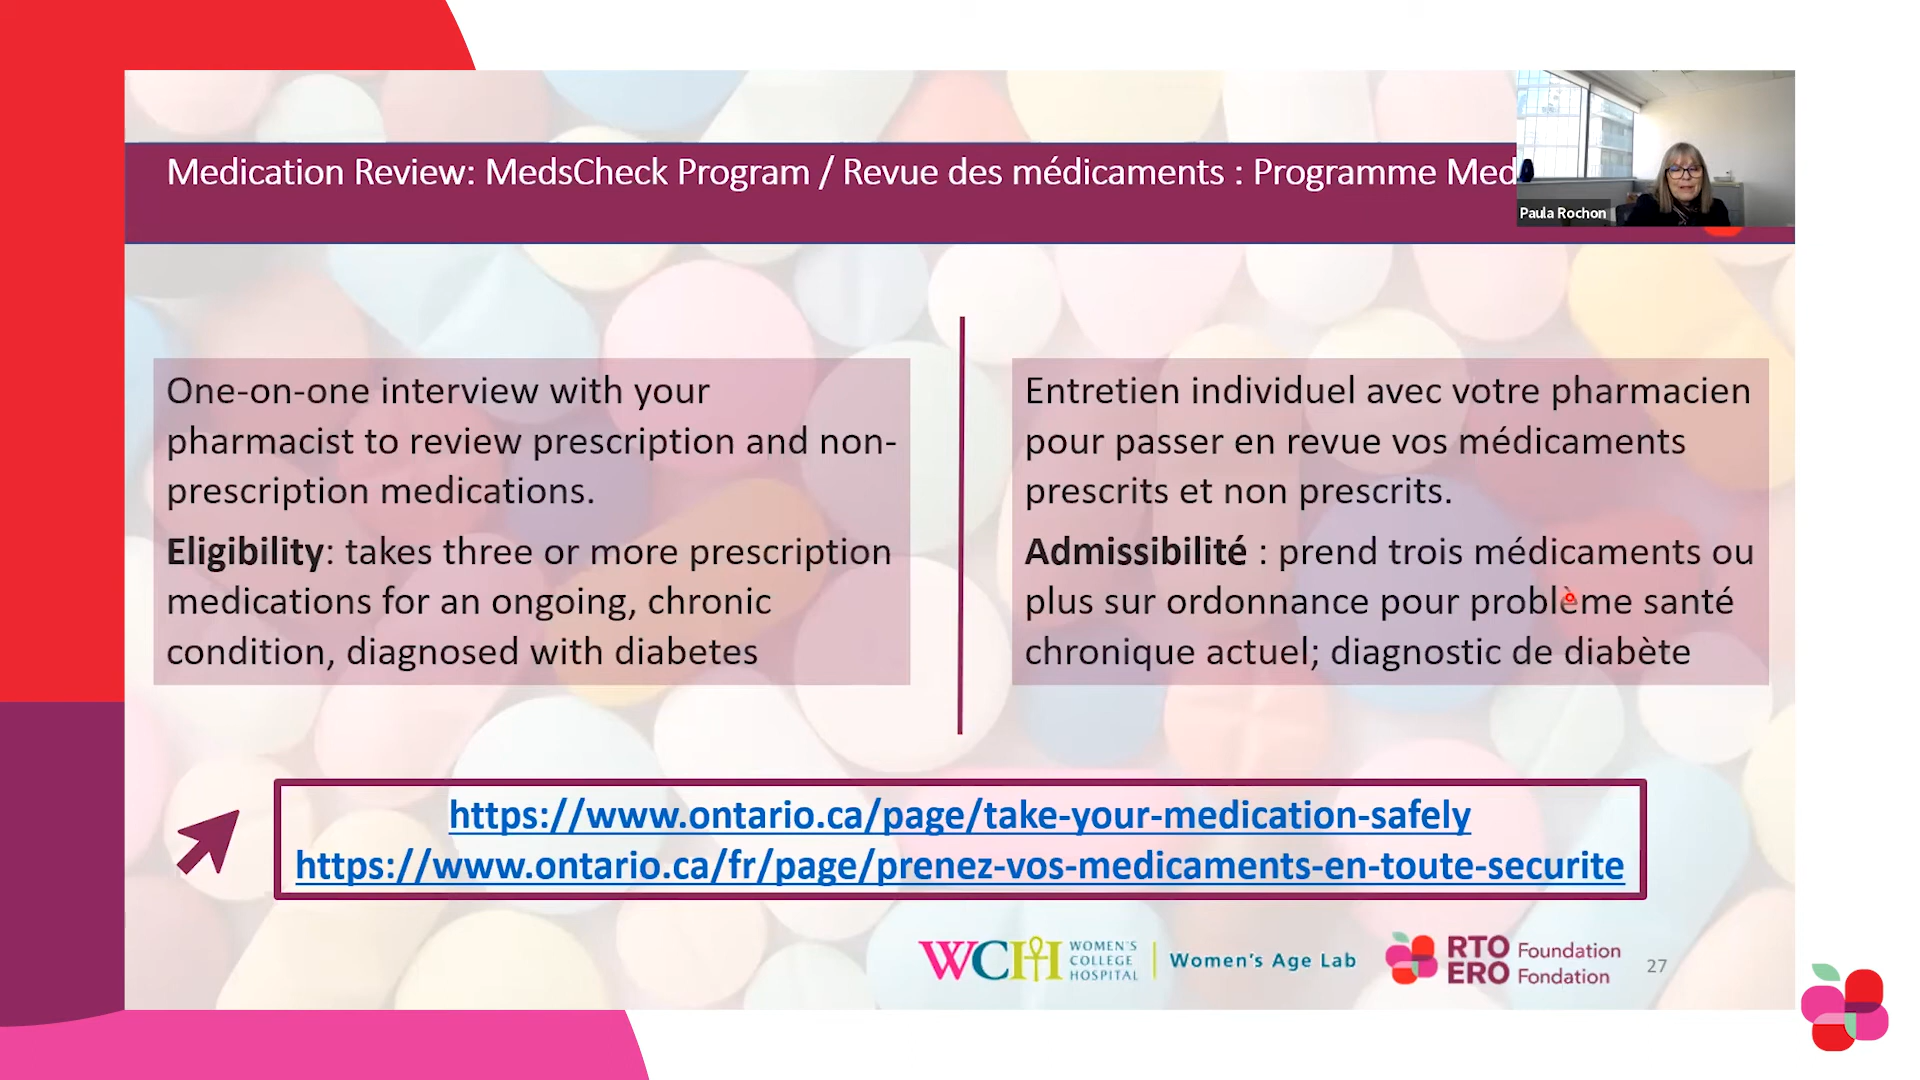 Medication Review: MedsCheck Program / Revue des médicaments : Programme Med
Paula Rochon
One-on-one interview with your
pharmacist to review prescription and non-
prescription medications.
Eligibility: takes three or more prescription
medications for an ongoing, chronic
condition, diagnosed with diabetes
Entretien individuel avec votre pharmacien
pour passer en revue vos médicaments
prescrits et non prescrits.
Admissibilité : prend trois médicaments ou
plus sur ordonnance pour problème santé
chronique actuel; diagnostic de diabète
https://www.ontario.ca/page/take-your-medication-safely
https://www.ontario.ca/fr/page/prenez-vos-medicaments-en-toute-securite
WCH
WOMEN'S
COLLEGE
HOSPITAL
Women's Age Lab
RTO
ERO
Foundation
Fondation
27